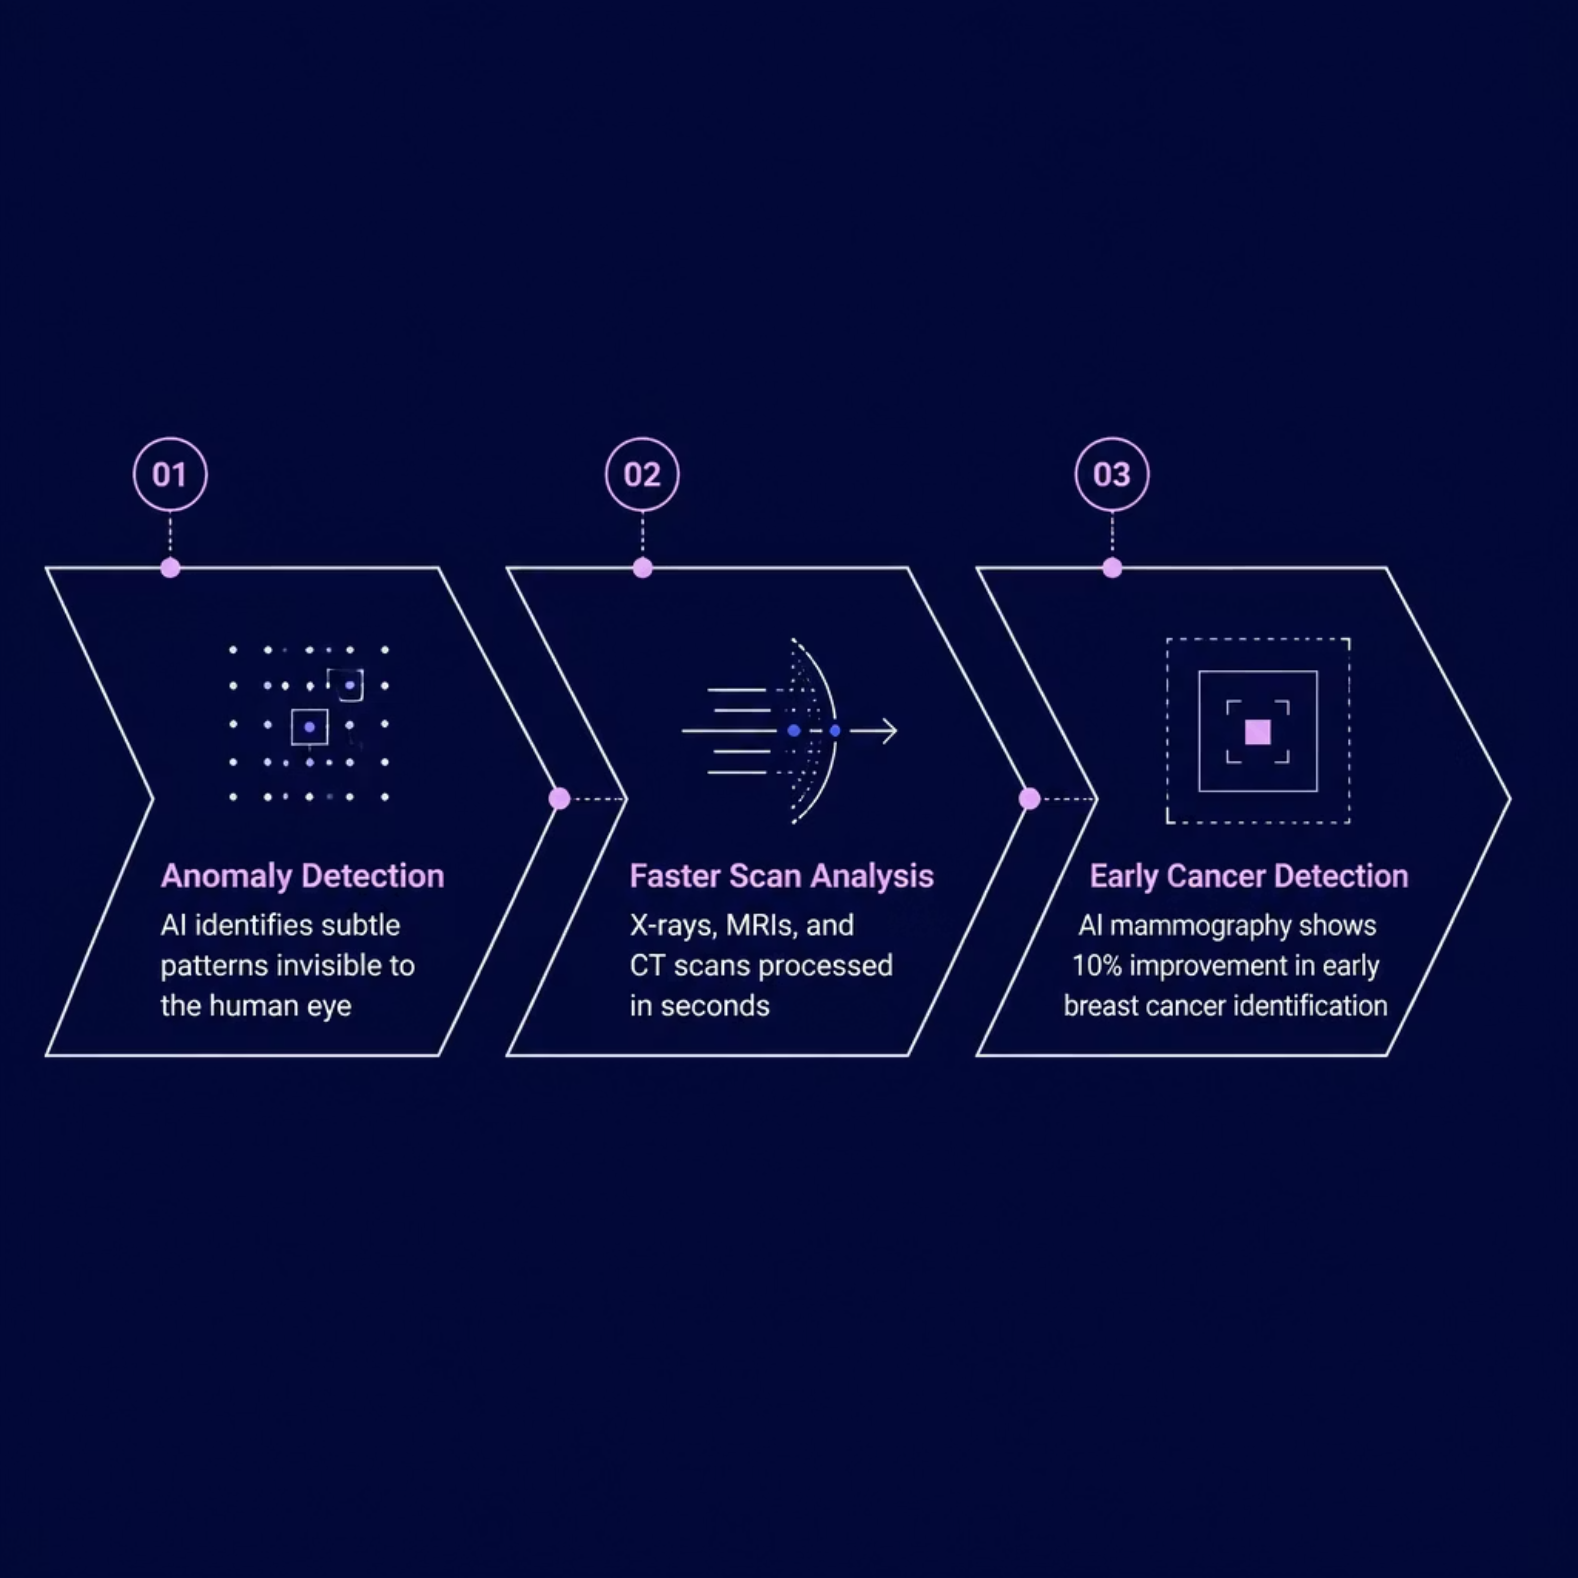 01
Anomaly Detection
AI identifies subtle
patterns invisible to
the human eye
02
Faster Scan Analysis
X-rays, MRIs, and
CT scans processed
in seconds
03
Early Cancer Detection
AI mammography shows
10% improvement in early
breast cancer identification